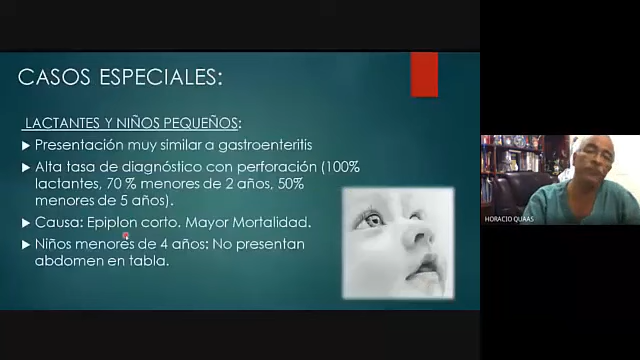 CASOS ESPECIALES:
LACTANTES Y NIÑOS PEQUEÑOS:
Presentación muy similar a gastroenteritis
Alta tasa de diagnóstico con perforación (100%
lactantes, 70 % menores de 2 años, 50%
menores de 5 años).
Causa: Epiplon corto. Mayor Mortalidad.
Niños menores de 4 años: No presentan
abdomen en tabla.
HORACIO QUAAS